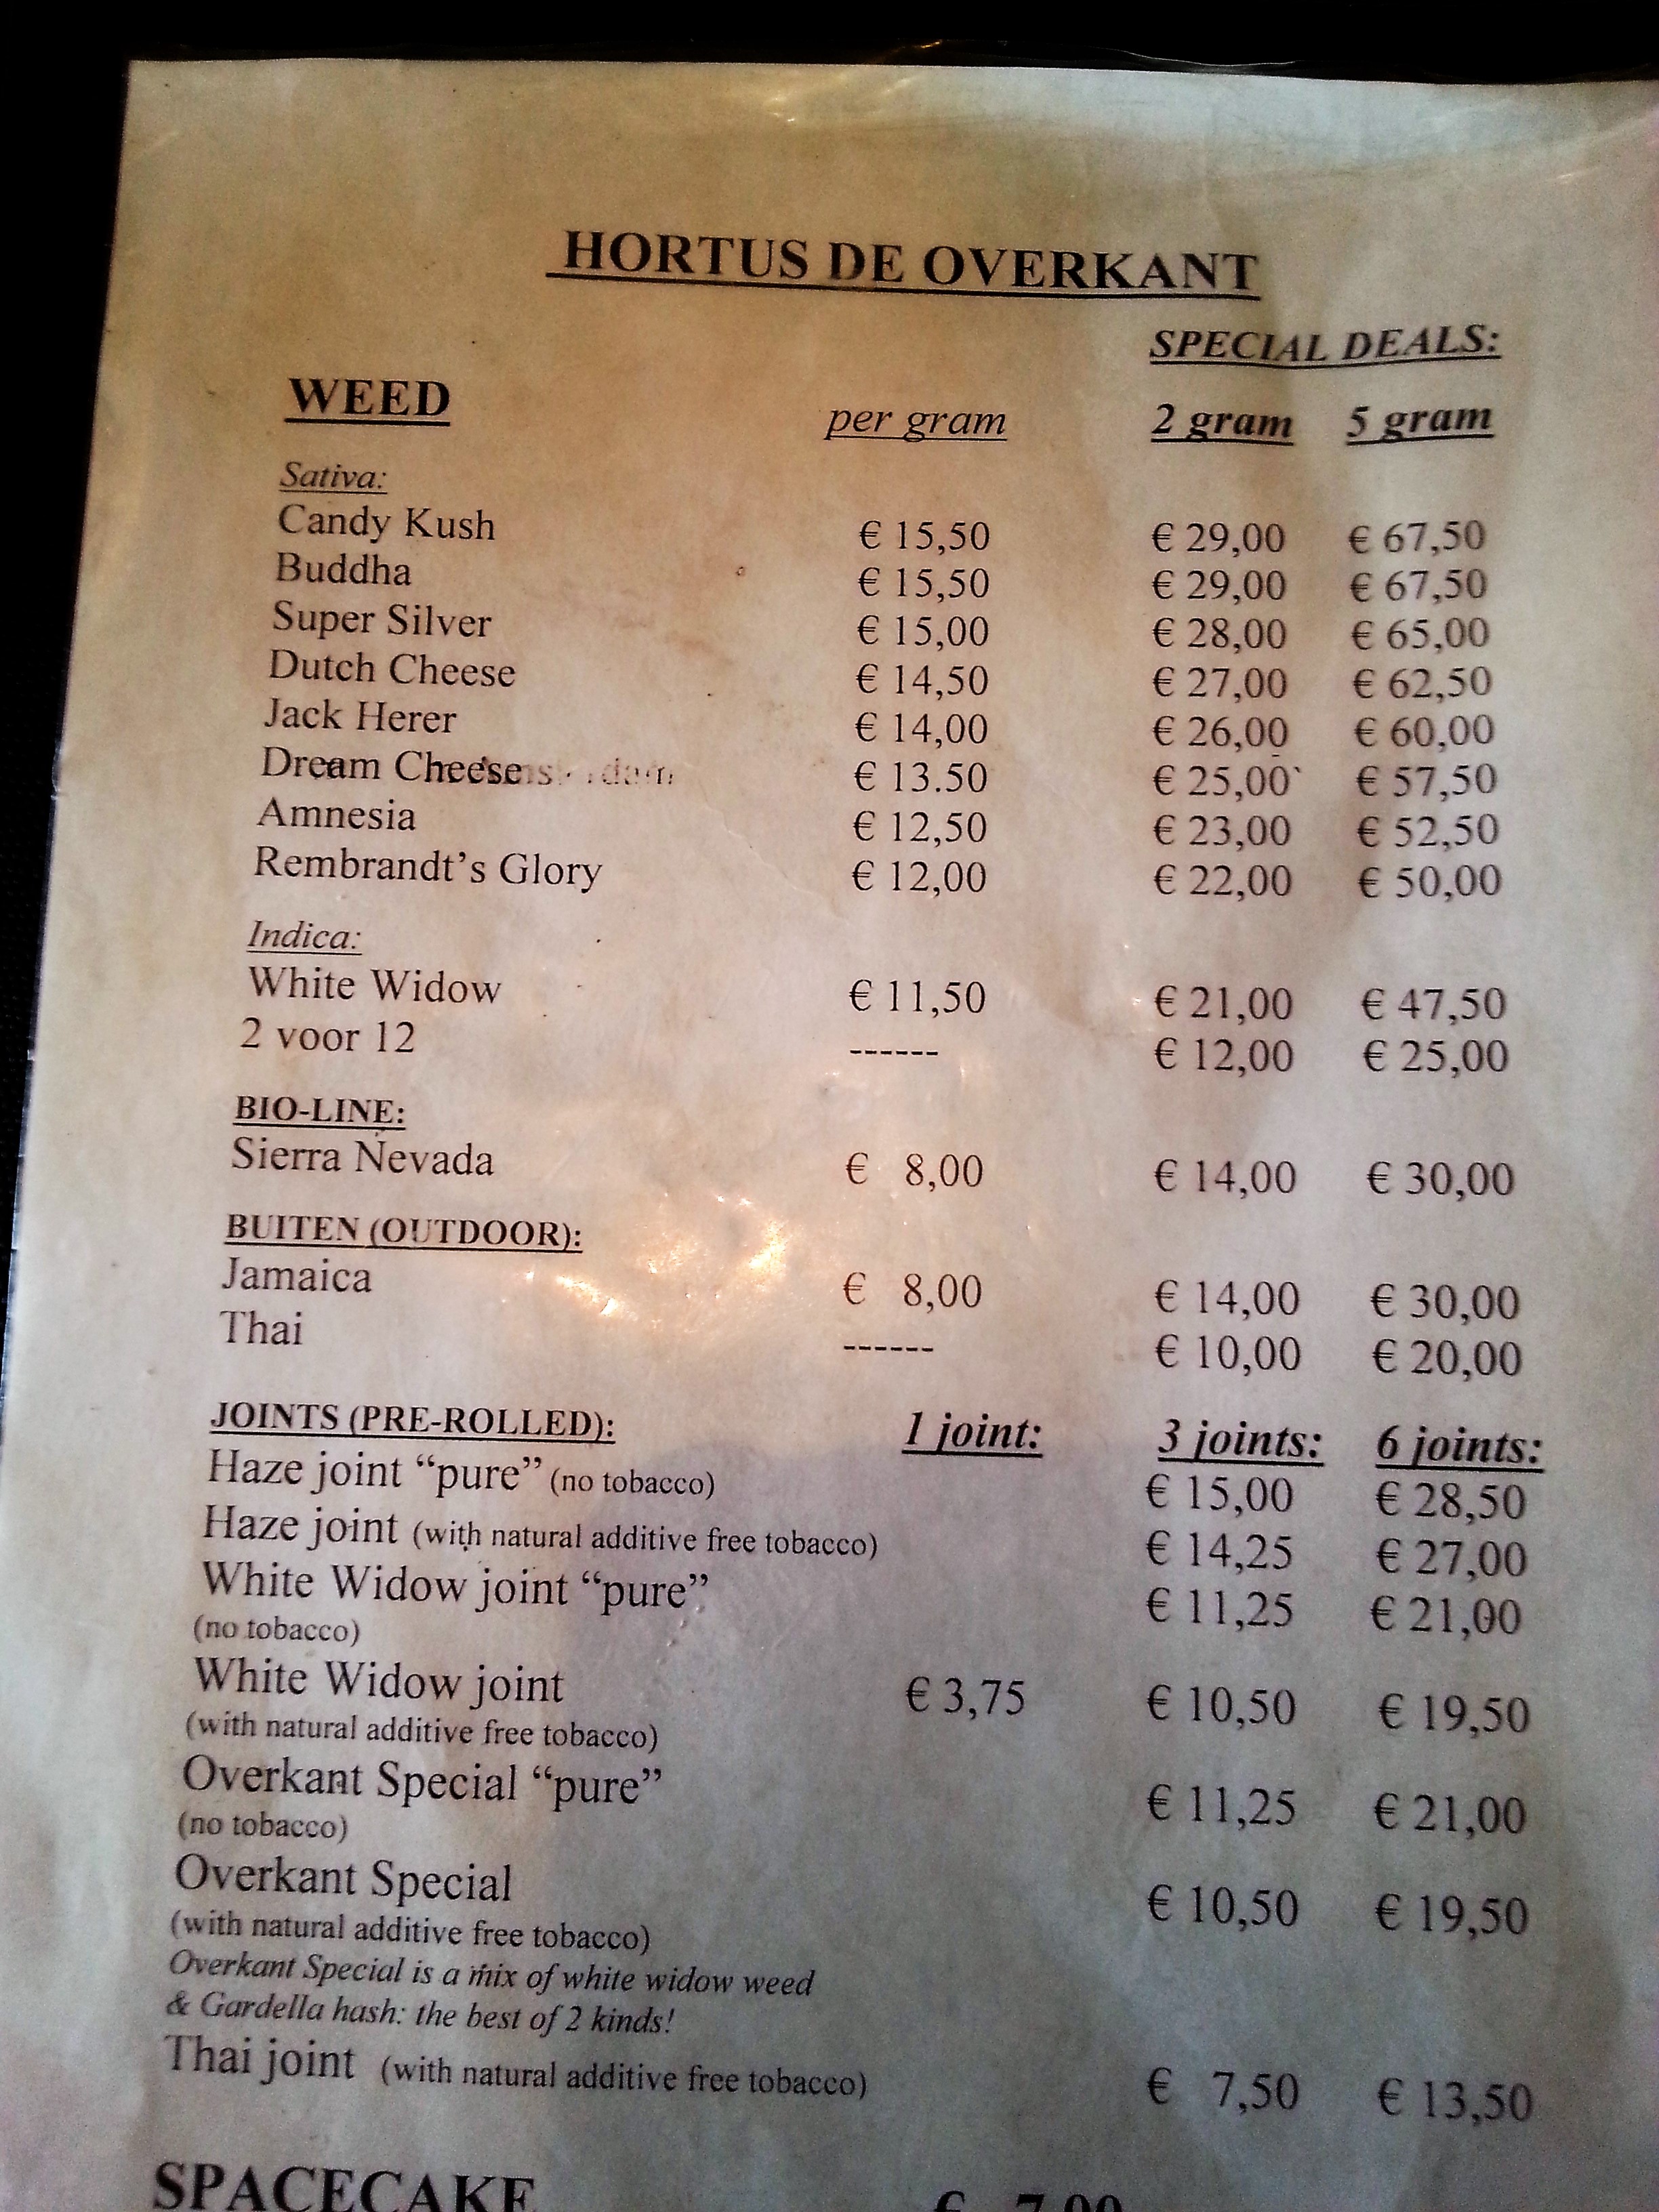 HORTUS DE OVERKANT
SPECIAL DEALS:
WEED per gram 2 gram 5 gram
Sativa:
Candy Kush € 15,50 € 29,00 € 67,50
Buddha € 15,50 € 29,00 € 67,50
Super Silver € 15,00 € 28,00 € 65,00
Dutch Cheese € 14,50 € 27,00 € 62,50
Jack Herer € 14,00 € 26,00 € 60,00
Dream Cheese € 13.50 € 25,00` € 57,50
Amnesia € 12,50 € 23,00 € 52,50
Rembrandt’s Glory € 12,00 € 22,00 € 50,00
Indica:
White Widow € 11,50 € 21,00 € 47,50
2 voor 12 ------ € 12,00 € 25,00
BIO-LINE:
Sierra Nevada € 8,00 € 14,00 € 30,00
BUITEN (OUTDOOR):
Jamaica € 8,00 € 14,00 € 30,00
Thai ------ € 10,00 € 20,00
JOINTS (PRE-ROLLED): 1 joint: 3 joints: 6 joints:
Haze joint “pure” (no tobacco) € 15,00 € 28,50
Haze joint (with natural additive free tobacco) € 14,25 € 27,00
White Widow joint “pure” € 11,25 € 21,00
(no tobacco)
White Widow joint € 3,75 € 10,50 € 19,50
(with natural additive free tobacco)
Overkant Special “pure” € 11,25 € 21,00
(no tobacco)
Overkant Special € 10,50 € 19,50
(with natural additive free tobacco)
Overkant Special is a mix of white widow weed
& Gardella hash: the best of 2 kinds!
Thai joint (with natural additive free tobacco) € 7,50 € 13,50
SPACECAKE € 7,00